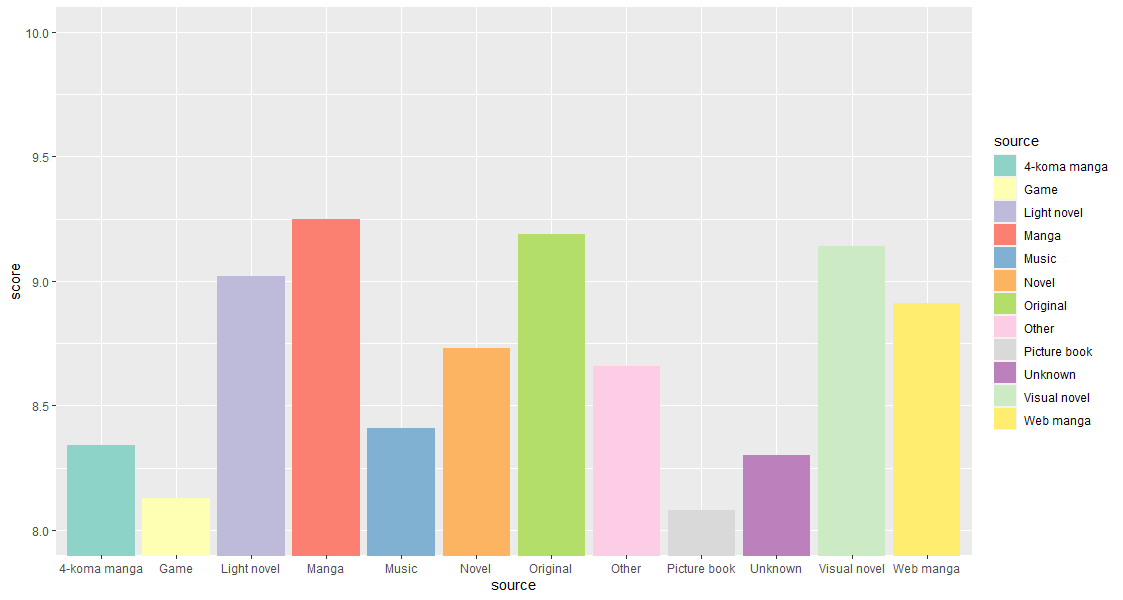 10.0
9.5
9.0
8.5
8.0
score
4-koma manga Game Light novel Manga Music Novel Original Other Picture book Unknown Visual novel Web manga
source
source
4-koma manga
Game
Light novel
Manga
Music
Novel
Original
Other
Picture book
Unknown
Visual novel
Web manga